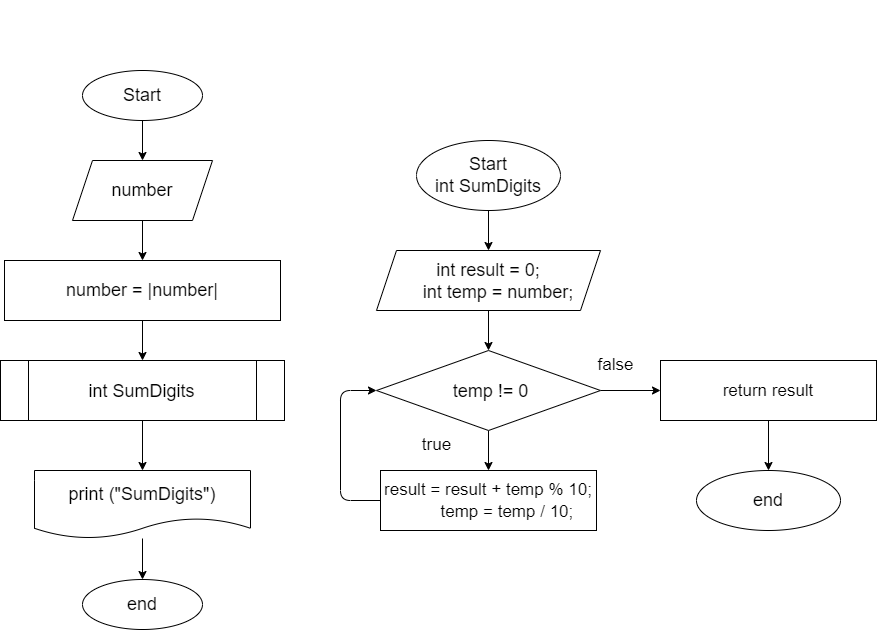 Start
number
number = |number|
int SumDigits
print ("SumDigits")
end
Start
int SumDigits
int result = 0;
int temp = number;
temp != 0
false
true
result = result + temp % 10;
temp = temp / 10;
return result
end